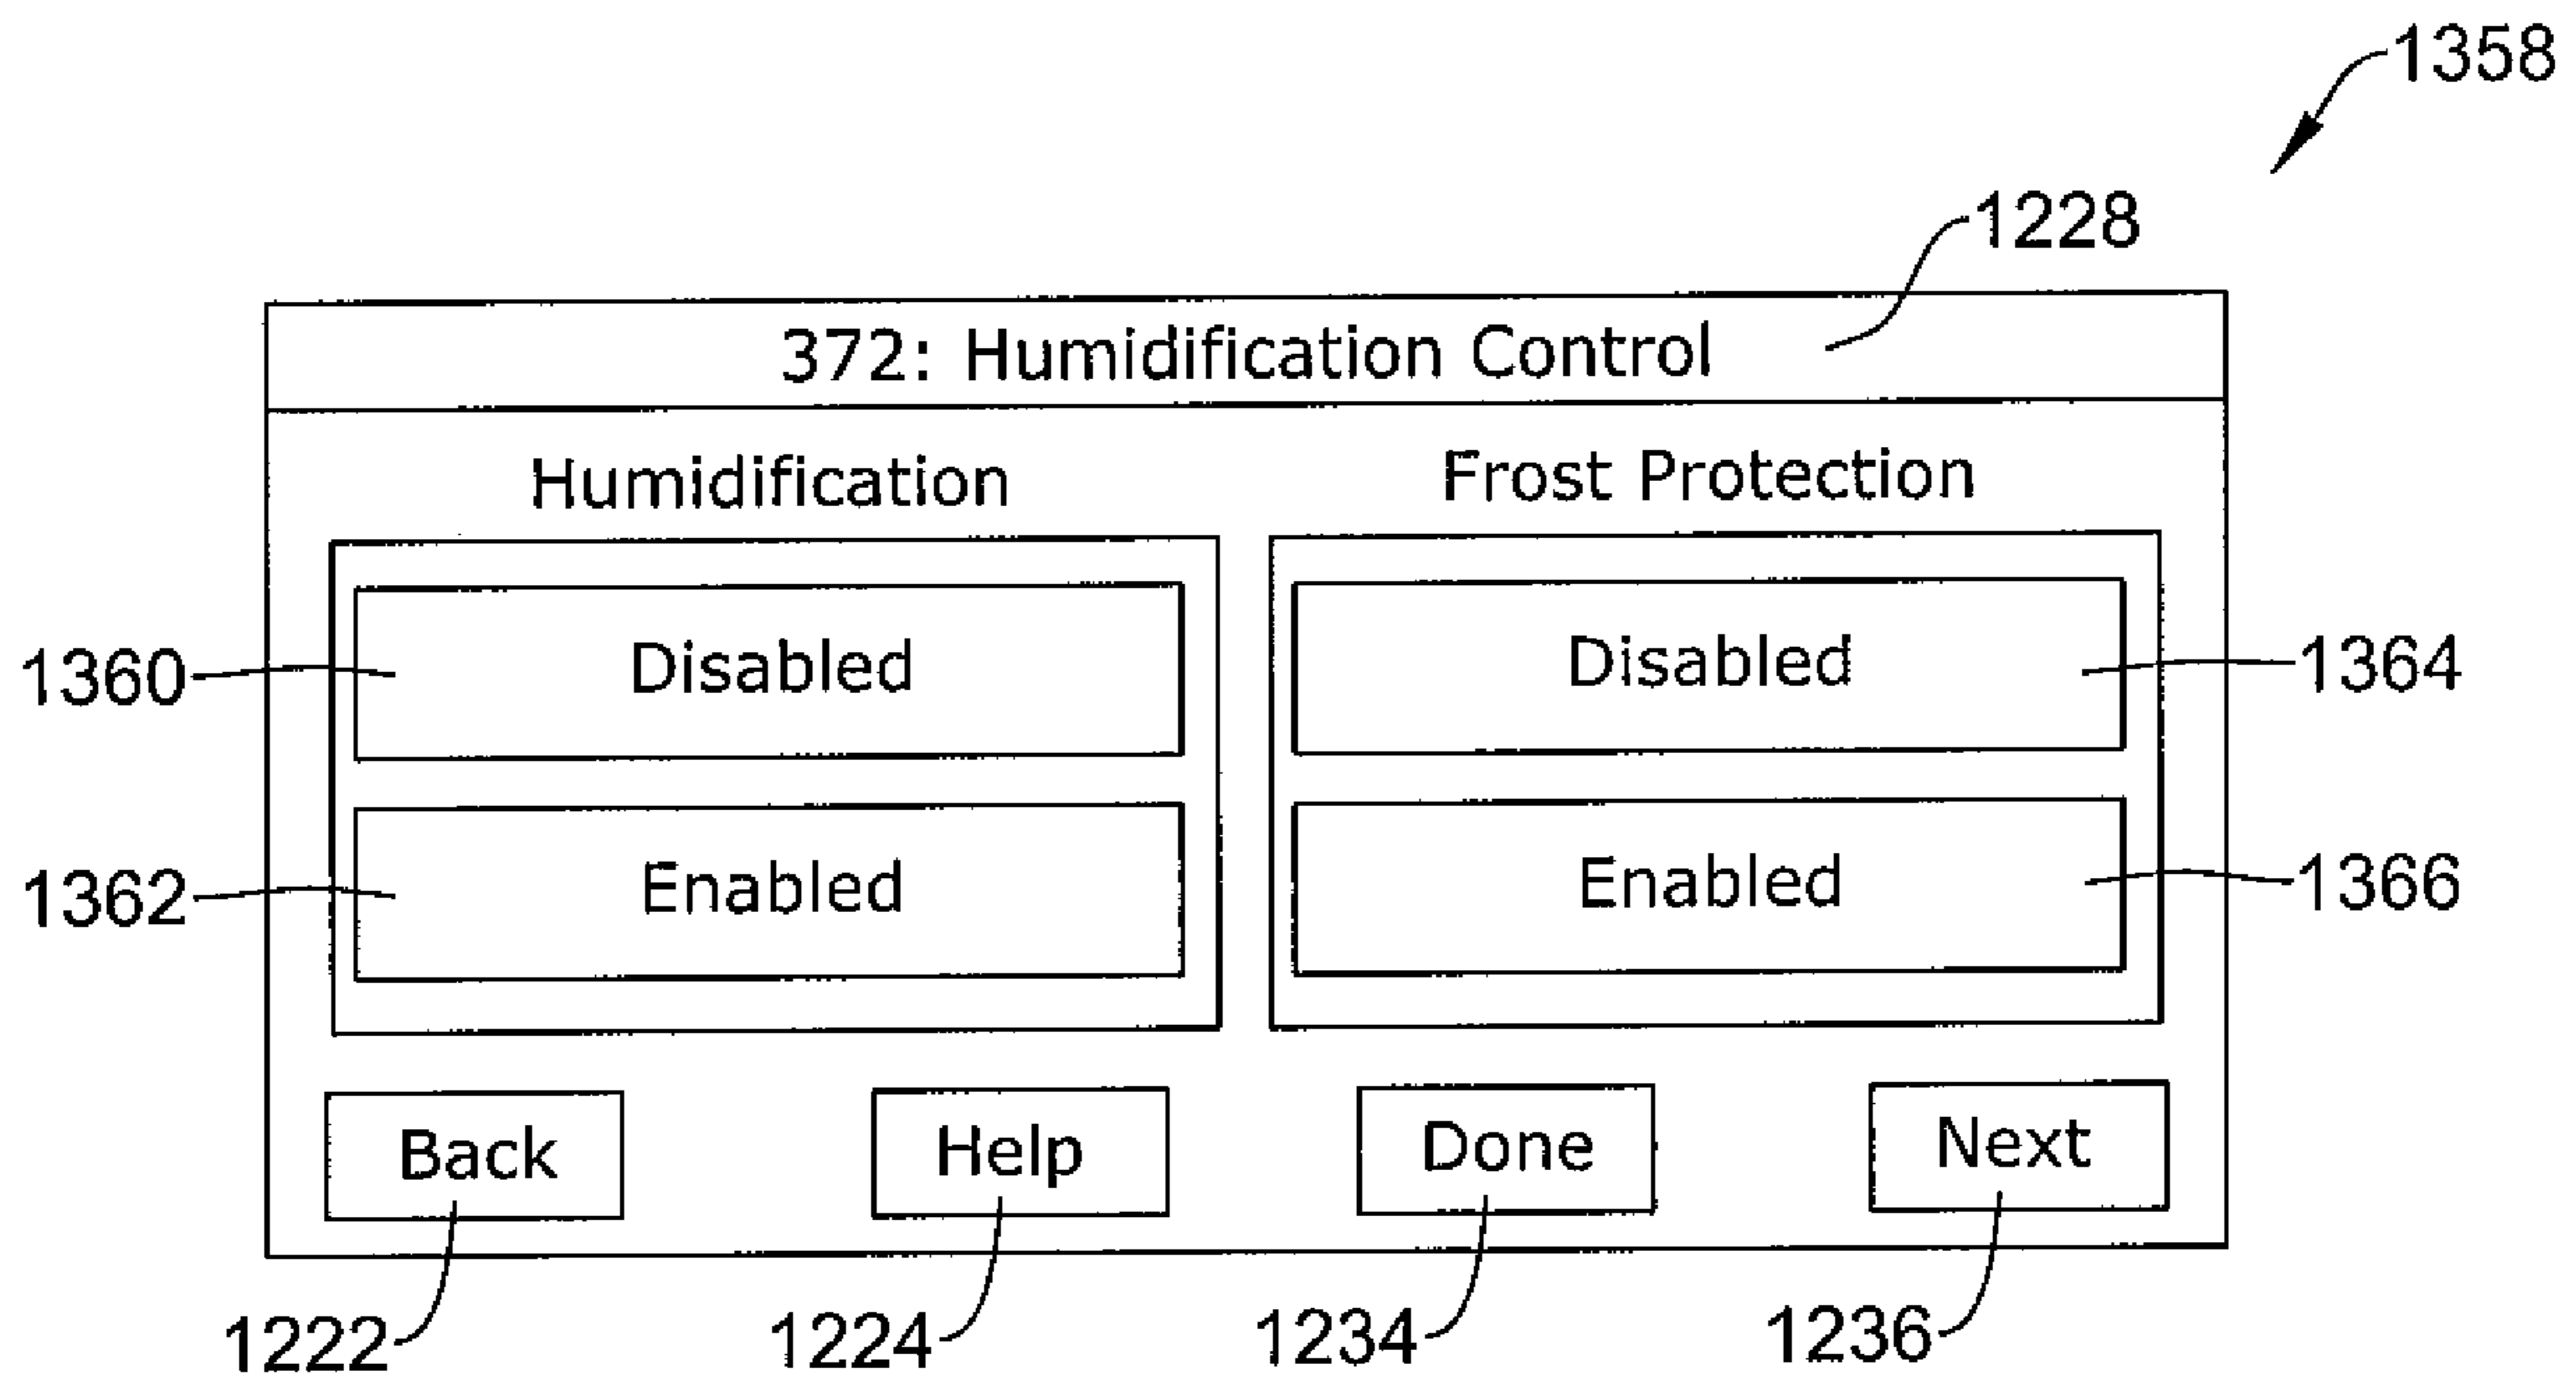 1358
1228
372: Humidification Control
Humidification Frost Protection
1360 Disabled Disabled 1364
1362 Enabled Enabled 1366
Back Help Done Next
1222 1224 1234 1236